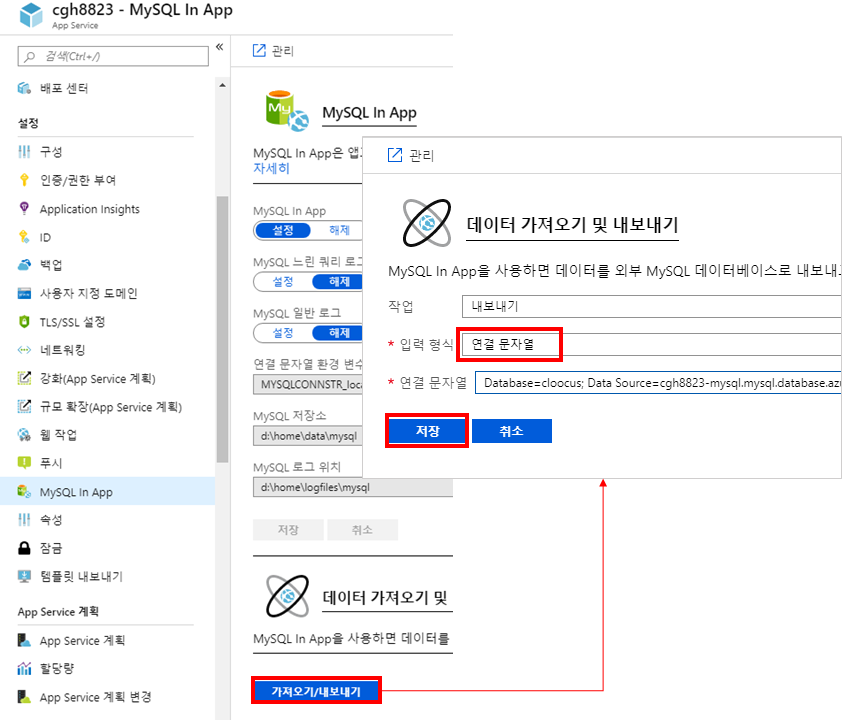 cgh8823 - MySQL In App
App Service
검색(Ctrl+/)
«
배포 센터
설정
구성
인증/권한 부여
Application Insights
ID
백업
사용자 지정 도메인
TLS/SSL 설정
네트워킹
강화(App Service 계획)
규모 확장(App Service 계획)
웹 작업
푸시
MySQL In App
속성
잠금
템플릿 내보내기
App Service 계획
App Service 계획
할당량
App Service 계획 변경
관리
My
MySQL In App
MySQL In App은 앱
자세히
MySQL In App
설정 해제
MySQL 느린 쿼리 로그
설정 해제
MySQL 일반 로그
설정 해제
연결 문자열 환경 변수
MYSQLCONNSTR_loca
MySQL 저장소
d:\home\data\mysql
MySQL 로그 위치
d:\home\logfiles\mysql
저장 취소
데이터 가져오기 및
MySQL In App을 사용하면 데이터를
가져오기/내보내기
관리
데이터 가져오기 및 내보내기
MySQL In App을 사용하면 데이터를 외부 MySQL 데이터베이스로 내보내고
작업 내보내기
* 입력 형식 연결 문자열
* 연결 문자열 Database=cloocus; Data Source=cgh8823-mysql.mysql.database.azu
저장 취소